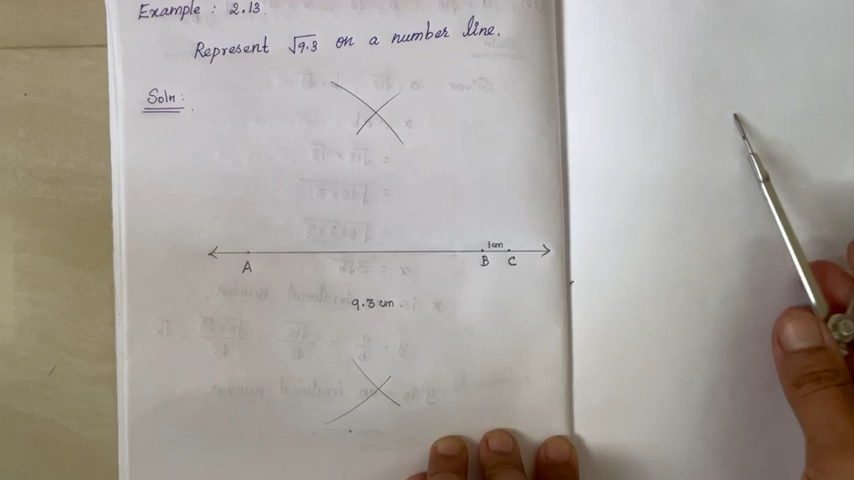 Example : 2.13.
Represent √9.3 on a number line.
Soln :
1cm
A B C
9.3 cm.